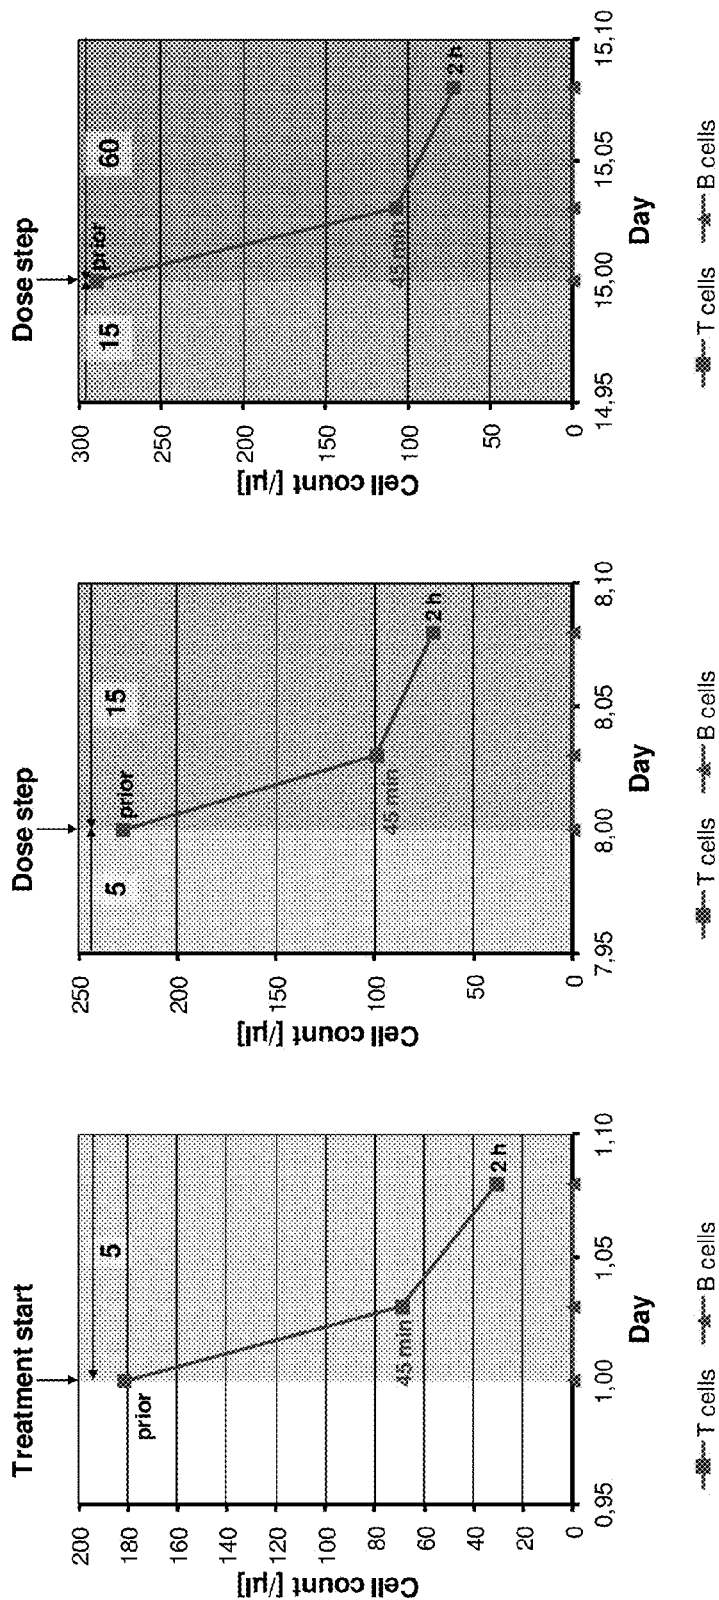 Treatment start
200
180
160
140
120
100
80
60
40
20
0
Cell count [/µl]
5
prior
45 min
2 h
0,95
1,00
1,05
1,10
Day
T cells
B cells
Dose step
250
200
150
100
50
0
Cell count [/µl]
5
15
prior
45 min
2 h
7,95
8,00
8,05
8,10
Day
T cells
B cells
Dose step
300
250
200
150
100
50
0
Cell count [/µl]
15
60
prior
45 min
2 h
14,95
15,00
15,05
15,10
Day
T cells
B cells